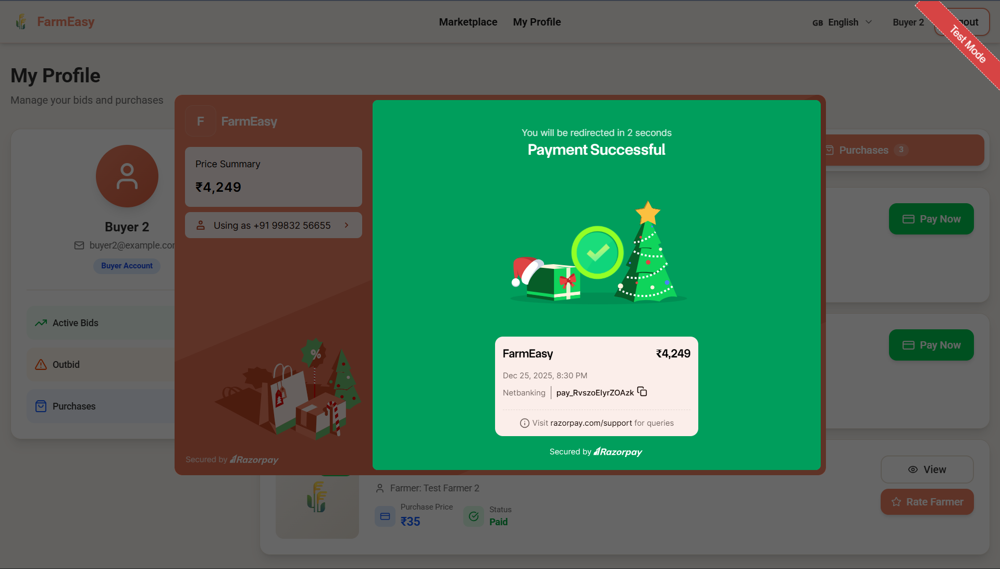 FarmEasy
Marketplace
My Profile
GB English
Buyer 2
out
Test Mode
My Profile
Manage your bids and purchases
Buyer 2
buyer2@example.co
Buyer Account
Active Bids
Outbid
Purchases
F FarmEasy
Price Summary
₹4,249
Using as +91 99832 56655
%
Secured by Razorpay
You will be redirected in 2 seconds
Payment Successful
FarmEasy ₹4,249
Dec 25, 2025, 8:30 PM
Netbanking | pay_RvszoEIyrZOAzk
Visit razorpay.com/support for queries
Secured by Razorpay
Purchases 3
Pay Now
Pay Now
Farmer: Test Farmer 2
Purchase Price
₹35
Status
Paid
View
Rate Farmer